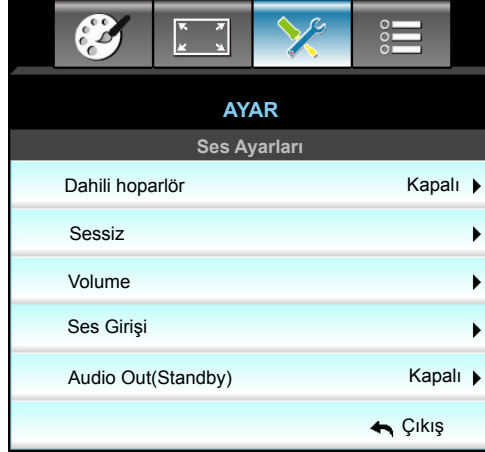 AYAR
Ses Ayarları
Dahili hoparlör Kapalı
Sessiz
Volume
Ses Girişi
Audio Out(Standby) Kapalı
Çıkış